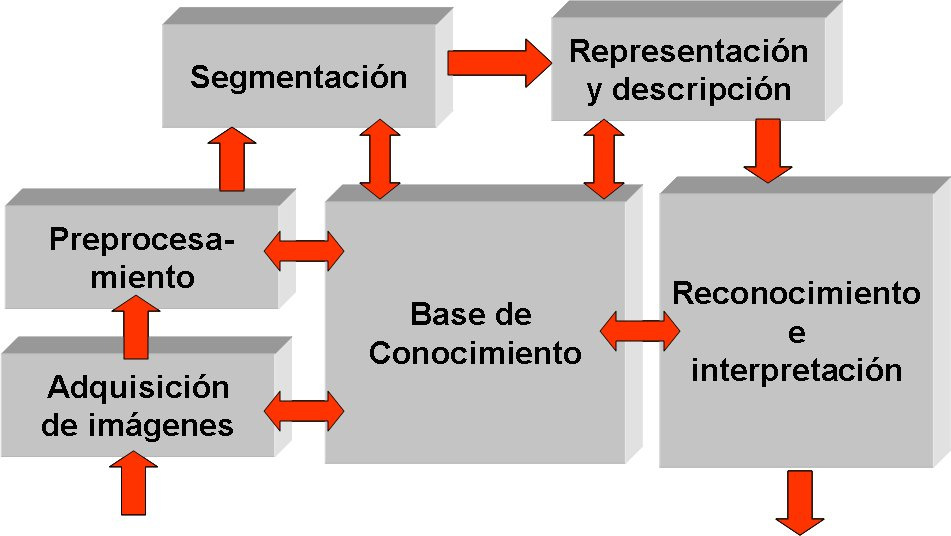 Segmentación
Representación
y descripción
Preprocesa-
miento
Base de
Conocimiento
Reconocimiento
e
interpretación
Adquisición
de imágenes